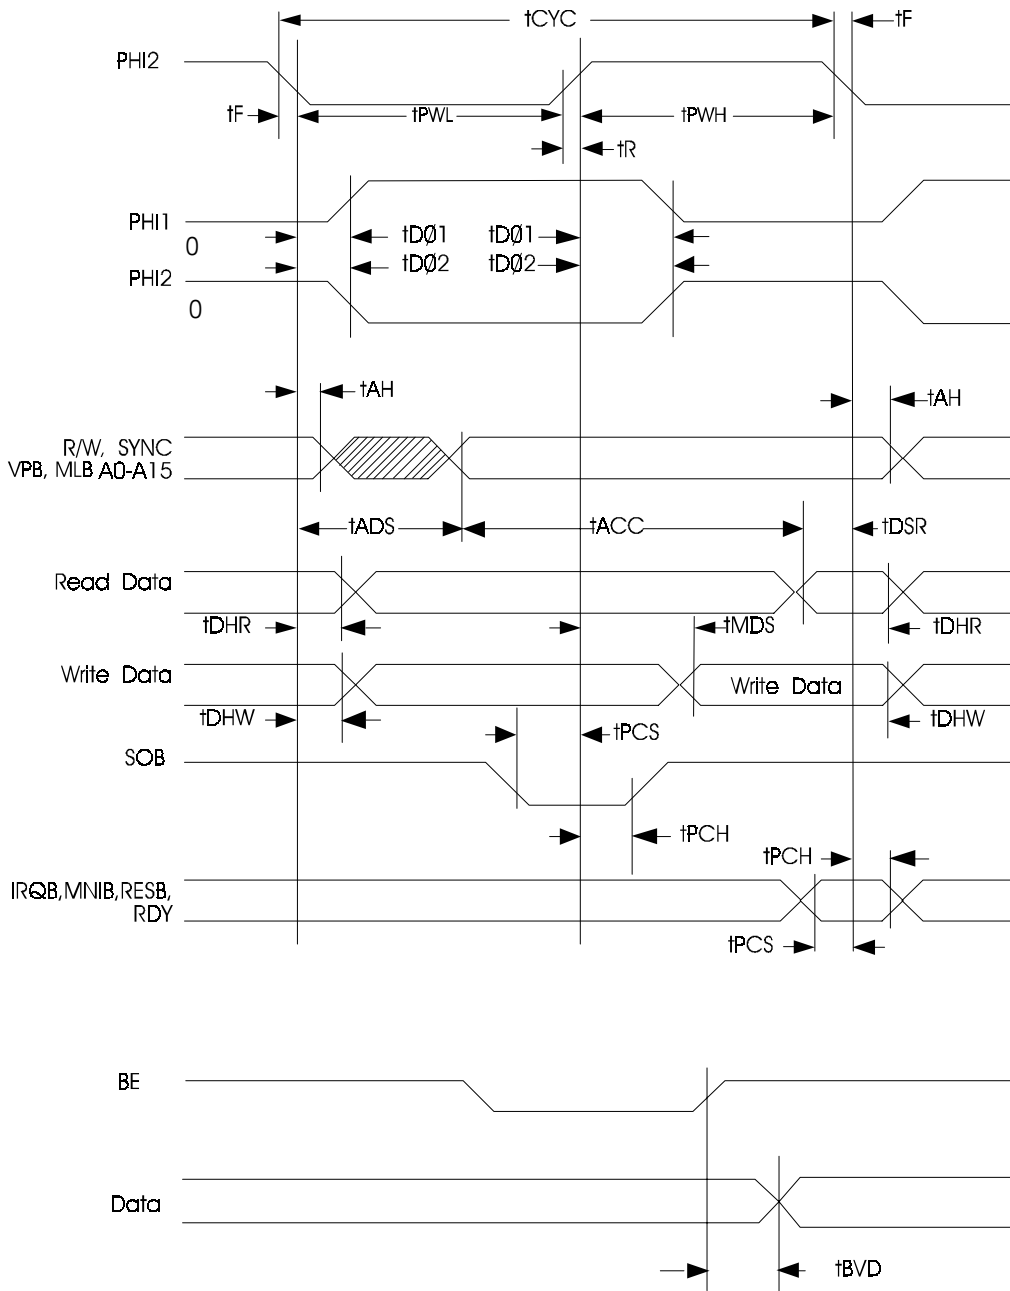 tCYC
tF
PHI2
tF
tPWL
tPWH
tR
PHI1
0
tDØ1
tDØ1
PHI2
0
tDØ2
tDØ2
tAH
tAH
R/W, SYNC
VPB, MLB A0-A15
tADS
tACC
tDSR
Read Data
tDHR
tMDS
tDHR
Write Data
Write Data
tDHW
tDHW
tPCS
SOB
tPCH
tPCH
IRQB,MNIB,RESB,
RDY
tPCS
BE
Data
tBVD